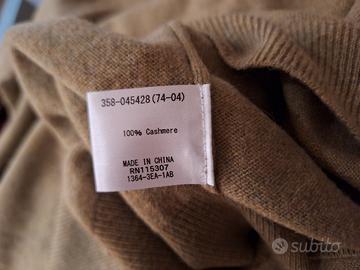 358-045428(74-04)
100% Cashmere
MADE IN CHINA
RN115307
1364-3EA-1AB
subito